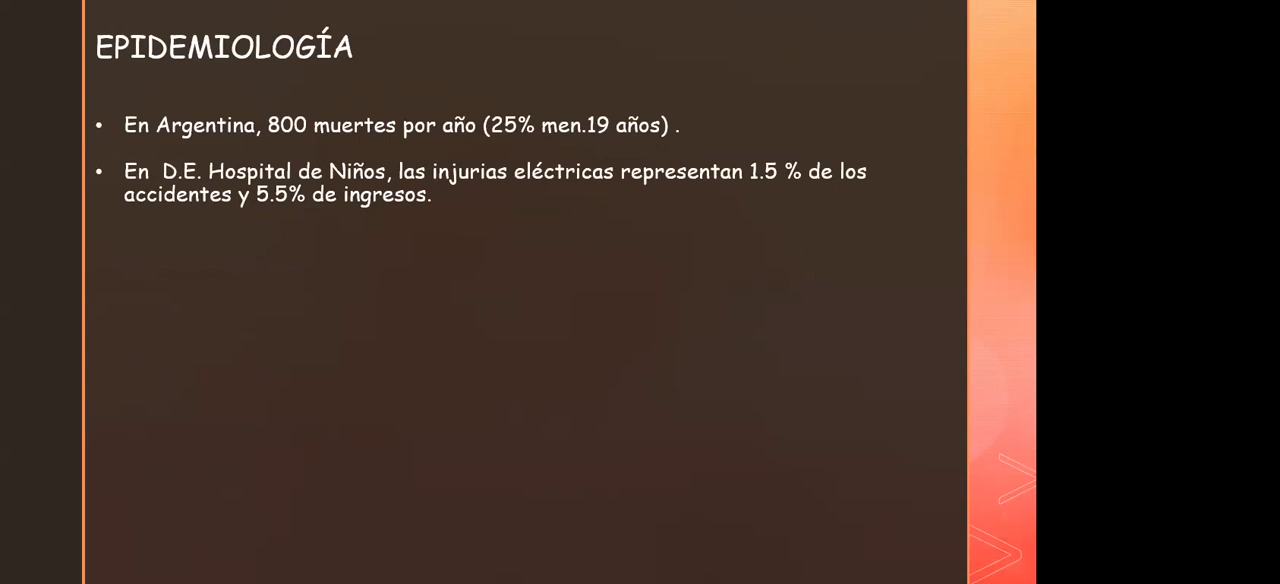 EPIDEMIOLOGÍA
• En Argentina, 800 muertes por año (25% men.19 años) .
• En  D.E. Hospital de Niños, las injurias eléctricas representan 1.5 % de los
accidentes y 5.5% de ingresos.